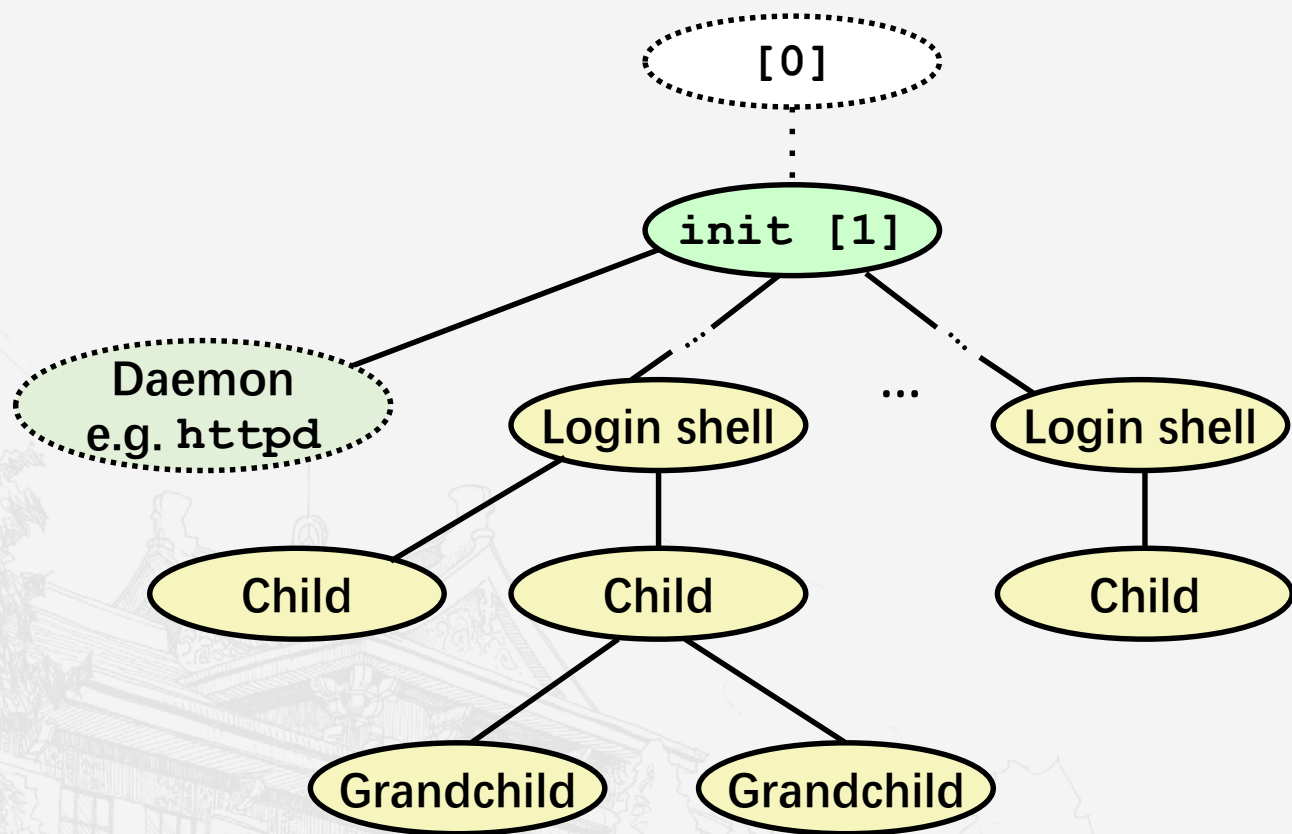 [0]
init [1]
Daemon
e.g. httpd
Login shell
...
Login shell
Child
Child
Child
Grandchild
Grandchild